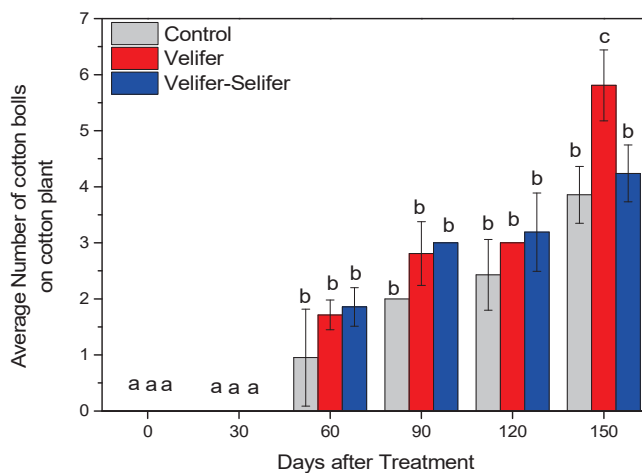 7
6
5
4
3
2
1
0
Average Number of cotton bolls
on cotton plant
Control
Velifer
Velifer-Selifer
a a a
a a a
b b b
b b b
b b b
b c b
0 30 60 90 120 150
Days after Treatment